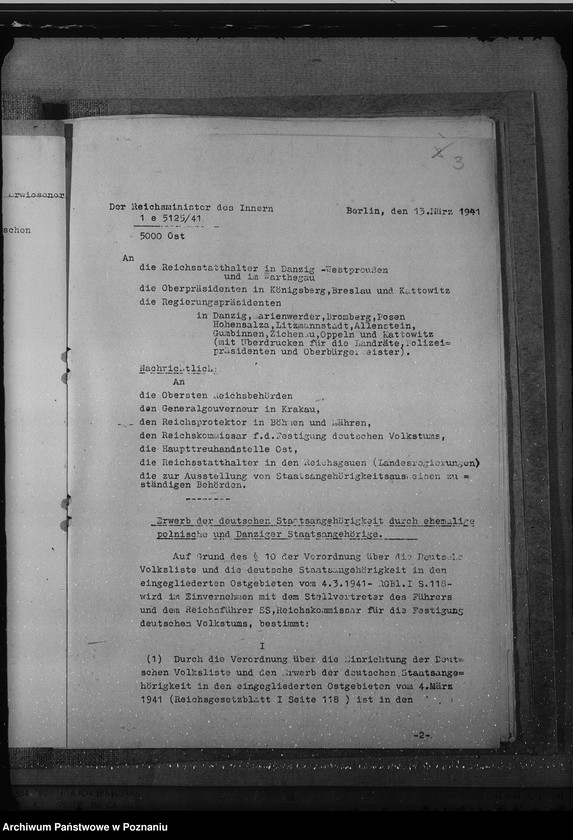 erwiesener
schen
3
Der Reichsminister des Innern
1 e 5125/41
5000 Ost
Berlin, den 13.März 1941
An
die Reichsstatthalter in Danzig -Westpreußen
und im Warthegau
die Oberpräsidenten in Königsberg,Breslau und Kattowitz
die Regierungspräsidenten
in Danzig,Marienwerder,Bromberg,Posen
Hohensalza,Litzmannstadt,Allenstein,
Gumbinnen,Zichenau,Oppeln und Kattowitz
(mit Überdrucken für die Landräte,Polizei=
präsidenten und Oberbürgermeister).
Nachrichtlich:
An
die Obersten Reichsbehörden
den Generalgouverneur in Krakau,
den Reichsprotektor in Böhmen und Mähren,
den Reichskommissar f.d.Festigung deutschen Volkstums,
die Haupttreuhandstelle Ost,
die Reichsstatthalter in den Reichsgauen (Landesregierungen)
die zur Ausstellung von Staatsangehörigkeitsausweisen zu =
ständigen Behörden.
Erwerb der deutschen Staatsangehörigkeit durch ehemalige
polnische und Danziger Staatsangehörige.
Auf Grund des § 10 der Verordnung über die Deutsche
Volksliste und die deutsche Staatsangehörigkeit in den
eingegliederten Ostgebieten vom 4.3.1941- RGBl.I S.118-
wird im Einvernehmen mit dem Stellvertreter des Führers
und dem Reichsführer SS,Reichskommissar für die Festigung
deutschen Volkstums, bestimmt:
I
(1) Durch die Verordnung über die Einrichtung der Deut=
schen Volksliste und den Erwerb der deutschen Staatsange=
hörigkeit in den eingegliederten Ostgebieten vom 4.März
1941 (Reichsgesetzblatt I Seite 118 ) ist in den
-2-
Archiwum Państwowe w Poznaniu